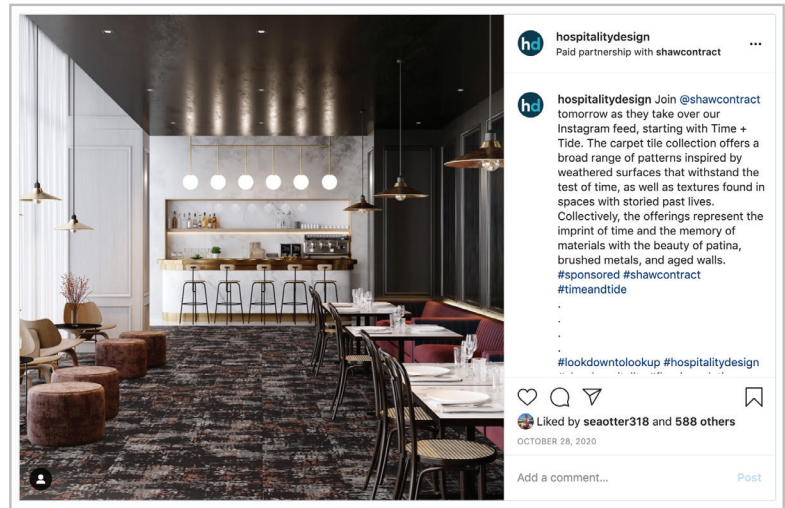 hd
hospitalitydesign
Paid partnership with shawcontract
hd
hospitalitydesign Join @shawcontract
tomorrow as they take over our
Instagram feed, starting with Time +
Tide. The carpet tile collection offers a
broad range of patterns inspired by
weathered surfaces that withstand the
test of time, as well as textures found in
spaces with storied past lives.
Collectively, the offerings represent the
imprint of time and the memory of
materials with the beauty of patina,
brushed metals, and aged walls.
#sponsored #shawcontract
#timeandtide
.
.
.
.
#lookdowntolookup #hospitalitydesign
Liked by seaotter318 and 588 others
OCTOBER 28, 2020
Add a comment...
Post